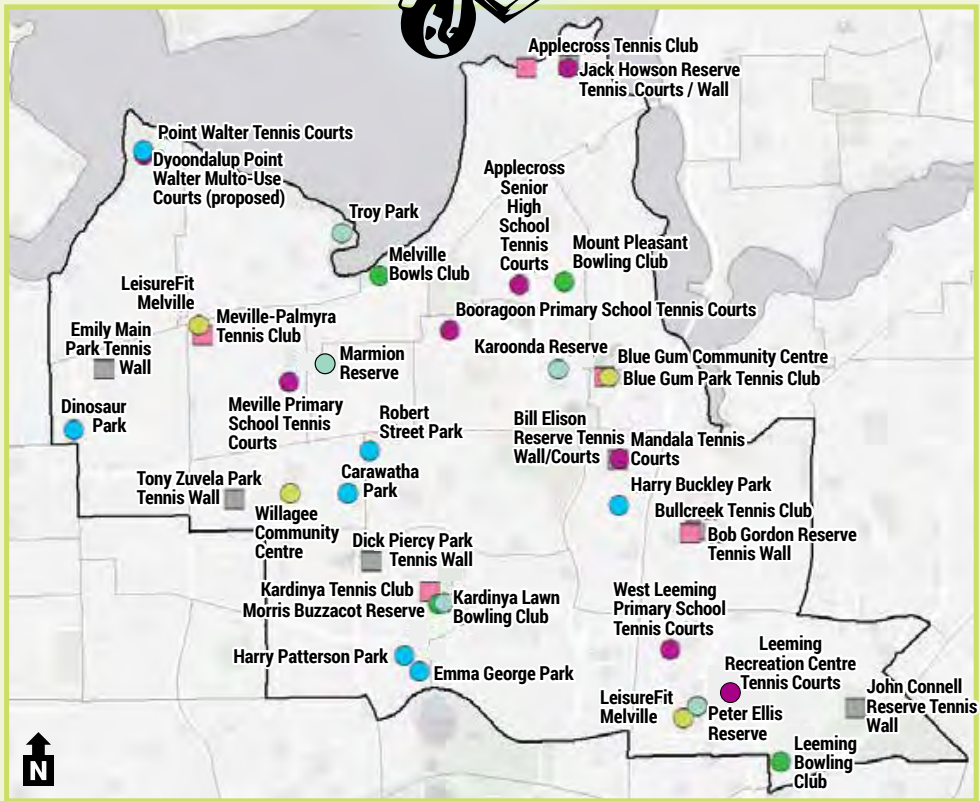 Applecross Tennis Club
Jack Howson Reserve
Tennis Courts / Wall
Point Walter Tennis Courts
Dyoondalup Point
Walter Multo-Use
Courts (proposed)
Applecross
Senior
High
School
Tennis
Courts
Troy Park
Mount Pleasant
Bowling Club
Melville
Bowls Club
LeisureFit
Melville
Meville-Palmyra
Tennis Club
Booragoon Primary School Tennis Courts
Emily Main
Park Tennis
Wall
Marmion
Reserve
Karoonda Reserve
Blue Gum Community Centre
Blue Gum Park Tennis Club
Meville Primary
School Tennis
Courts
Dinosaur
Park
Robert
Street Park
Bill Elison
Reserve Tennis
Wall/Courts
Mandala Tennis
Courts
Carawatha
Park
Tony Zuvela Park
Tennis Wall
Harry Buckley Park
Willagee
Community
Centre
Bullcreek Tennis Club
Bob Gordon Reserve
Tennis Wall
Dick Piercy Park
Tennis Wall
Kardinya Tennis Club
Morris Buzzacot Reserve
Kardinya Lawn
Bowling Club
West Leeming
Primary School
Tennis Courts
Harry Patterson Park
Emma George Park
Leeming
Recreation Centre
Tennis Courts
John Connell
Reserve Tennis
Wall
LeisureFit
Melville
Peter Ellis
Reserve
Leeming
Bowling
Club
N